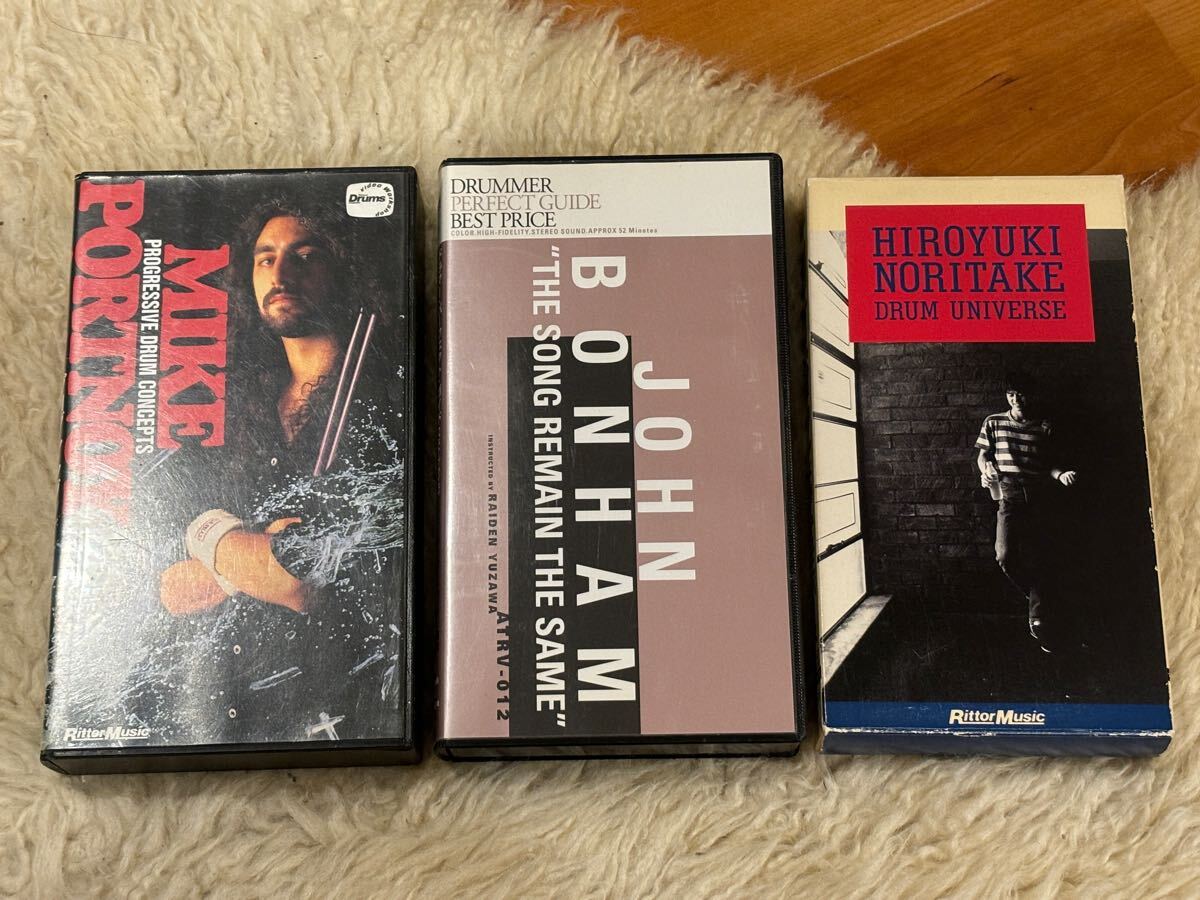 MIKE
PORTNOY
PROGRESSIVE DRUM CONCEPTS
Video Workshop
Drums
RittorMusic
DRUMMER
PERFECT GUIDE
BEST PRICE
COLOR.HIGH-FIDELITY.STEREO SOUND.APPROX 52 Minutes
JOHN
BONHAM
"THE SONG REMAIN THE SAME"
INSTRUCTED BY RAIDEN YUZAWA
ATRV-012
HIROYUKI
NORITAKE
DRUM UNIVERSE
RittorMusic